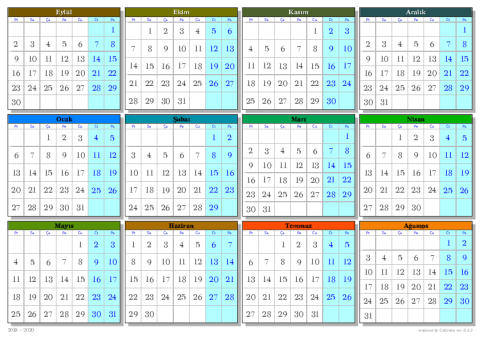 Eylül
Pt Sa Ça Pe Cu Ct Pa
1
2 3 4 5 6 7 8
9 10 11 12 13 14 15
16 17 18 19 20 21 22
23 24 25 26 27 28 29
30
Ekim
Pt Sa Ça Pe Cu Ct Pa
1 2 3 4 5 6
7 8 9 10 11 12 13
14 15 16 17 18 19 20
21 22 23 24 25 26 27
28 29 30 31
Kasım
Pt Sa Ça Pe Cu Ct Pa
1 2 3
4 5 6 7 8 9 10
11 12 13 14 15 16 17
18 19 20 21 22 23 24
25 26 27 28 29 30
Aralık
Pt Sa Ça Pe Cu Ct Pa
1
2 3 4 5 6 7 8
9 10 11 12 13 14 15
16 17 18 19 20 21 22
23 24 25 26 27 28 29
30 31
Ocak
Pt Sa Ça Pe Cu Ct Pa
1 2 3 4 5
6 7 8 9 10 11 12
13 14 15 16 17 18 19
20 21 22 23 24 25 26
27 28 29 30 31
Şubat
Pt Sa Ça Pe Cu Ct Pa
1 2
3 4 5 6 7 8 9
10 11 12 13 14 15 16
17 18 19 20 21 22 23
24 25 26 27 28 29
Mart
Pt Sa Ça Pe Cu Ct Pa
1
2 3 4 5 6 7 8
9 10 11 12 13 14 15
16 17 18 19 20 21 22
23 24 25 26 27 28 29
30 31
Nisan
Pt Sa Ça Pe Cu Ct Pa
1 2 3 4 5
6 7 8 9 10 11 12
13 14 15 16 17 18 19
20 21 22 23 24 25 26
27 28 29 30
Mayıs
Pt Sa Ça Pe Cu Ct Pa
1 2 3
4 5 6 7 8 9 10
11 12 13 14 15 16 17
18 19 20 21 22 23 24
25 26 27 28 29 30 31
Haziran
Pt Sa Ça Pe Cu Ct Pa
1 2 3 4 5 6 7
8 9 10 11 12 13 14
15 16 17 18 19 20 21
22 23 24 25 26 27 28
29 30
Temmuz
Pt Sa Ça Pe Cu Ct Pa
1 2 3 4 5
6 7 8 9 10 11 12
13 14 15 16 17 18 19
20 21 22 23 24 25 26
27 28 29 30 31
Ağustos
Pt Sa Ça Pe Cu Ct Pa
1 2
3 4 5 6 7 8 9
10 11 12 13 14 15 16
17 18 19 20 21 22 23
24 25 26 27 28 29 30
31
2019 - 2020